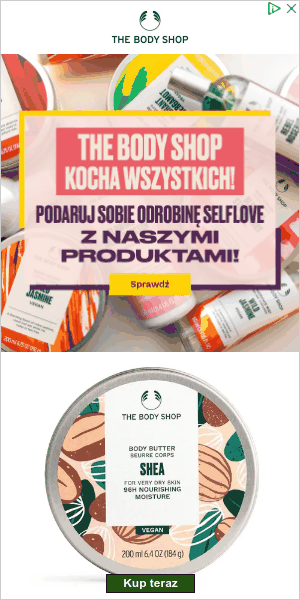 THE BODY SHOP
THE BODY SHOP
KOCHA WSZYSTKICH!
PODARUJ SOBIE ODROBINĘ SELFLOVE
Z NASZYMI
PRODUKTAMI!
Sprawdź
WILD
JASMINE
THE BODY SHOP
BODY BUTTER
BEURRE CORPS
SHEA
FOR VERY DRY SKIN
96H NOURISHING
MOISTURE
VEGAN
200 ml 6.4 OZ (184 g)
Kup teraz